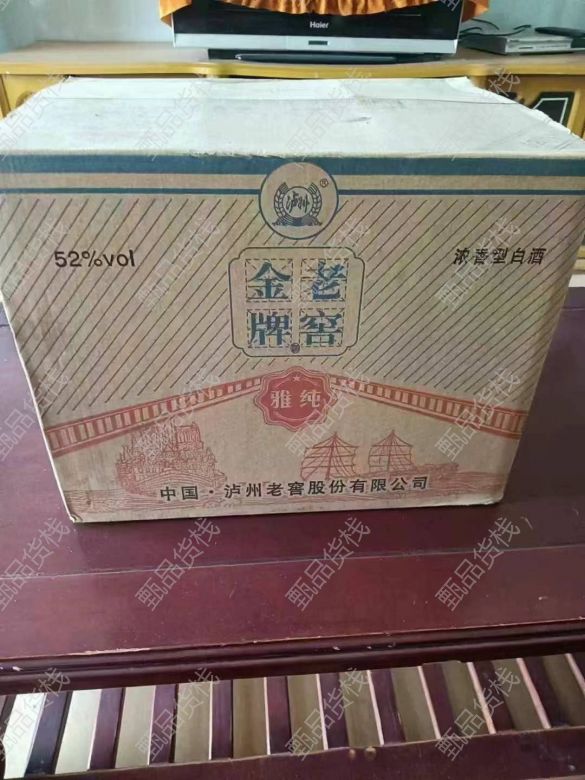 Haier
泸州
®
52%vol
浓香型白酒
金 老
牌 窖
雅纯
中国·泸州老窖股份有限公司
甄品货栈